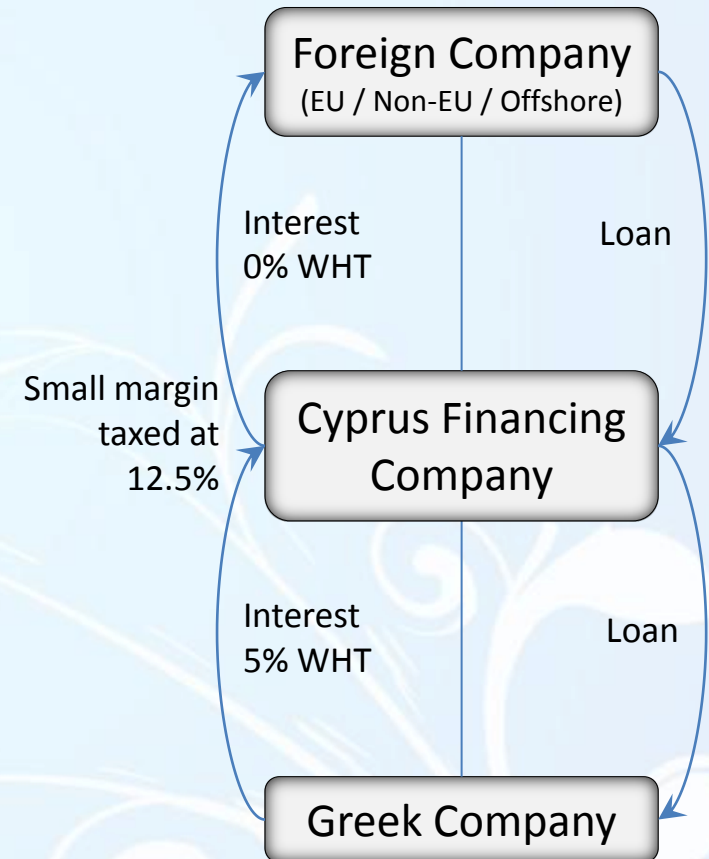 Foreign Company
(EU / Non-EU / Offshore)
Interest
0% WHT
Loan
Small margin
taxed at
12.5%
Cyprus Financing
Company
Interest
5% WHT
Loan
Greek Company